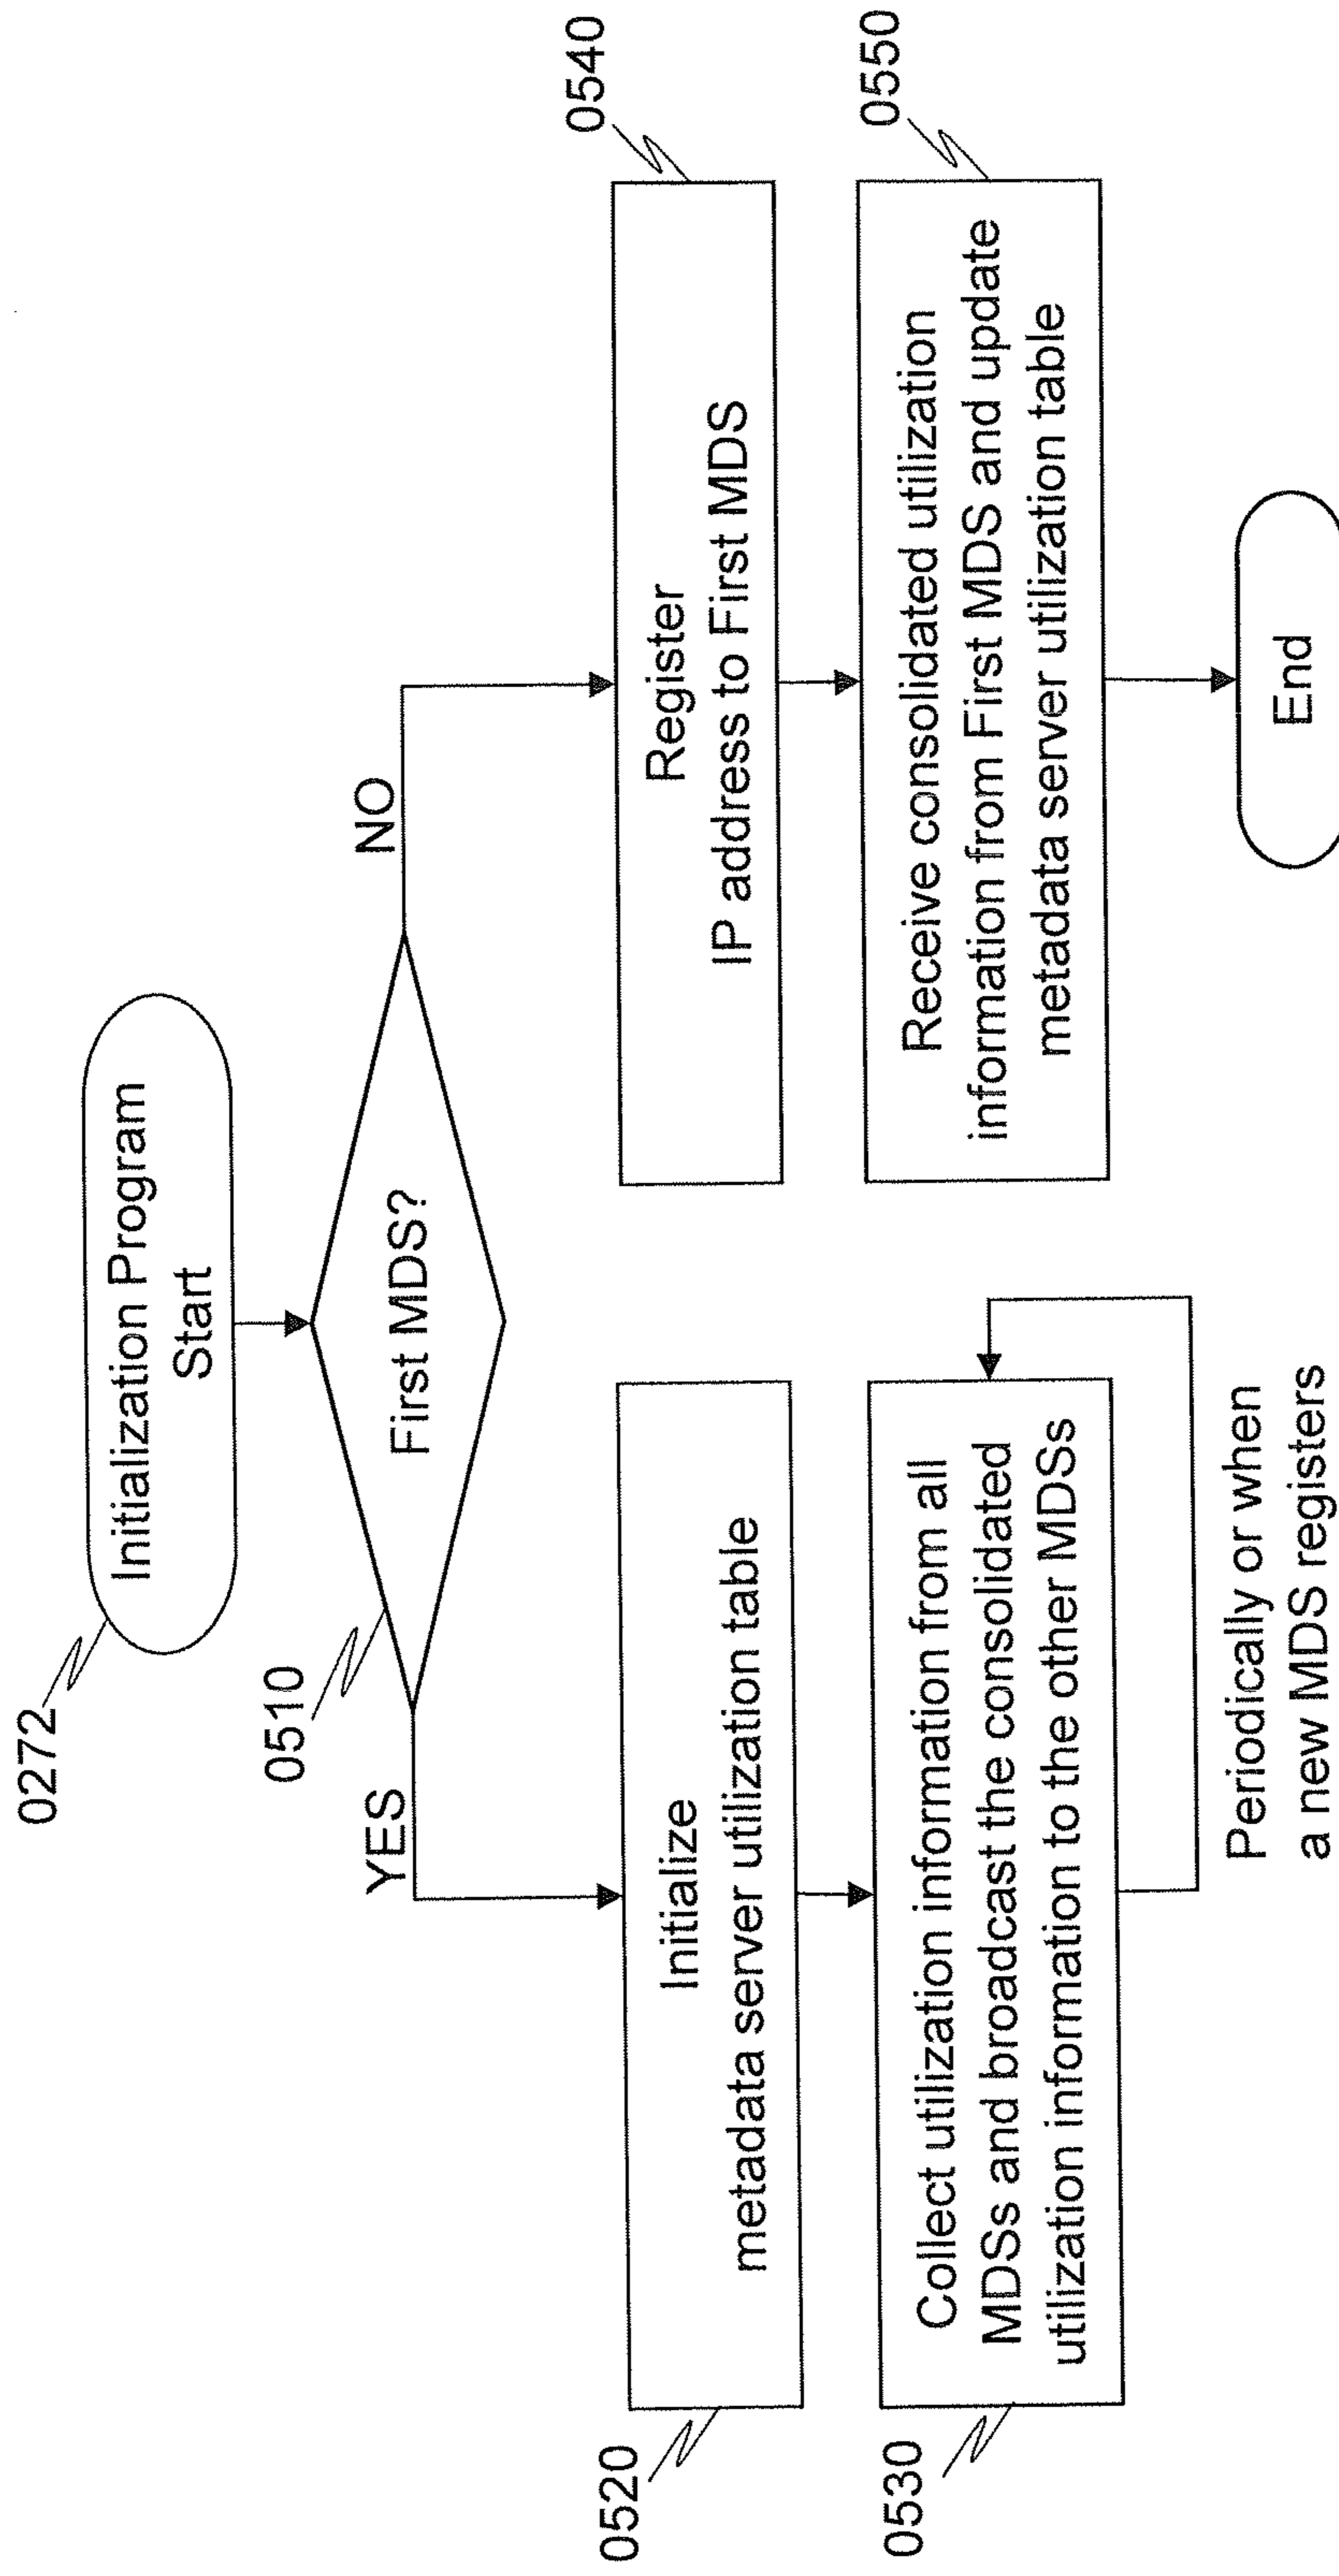 0272
Initialization Program
Start
0510
First MDS?
YES
NO
0520
Initialize
metadata server utilization table
0540
Register
IP address to First MDS
0530
Collect utilization information from all
MDSs and broadcast the consolidated
utilization information to the other MDSs
Periodically or when
a new MDS registers
0550
Receive consolidated utilization
information from First MDS and update
metadata server utilization table
End